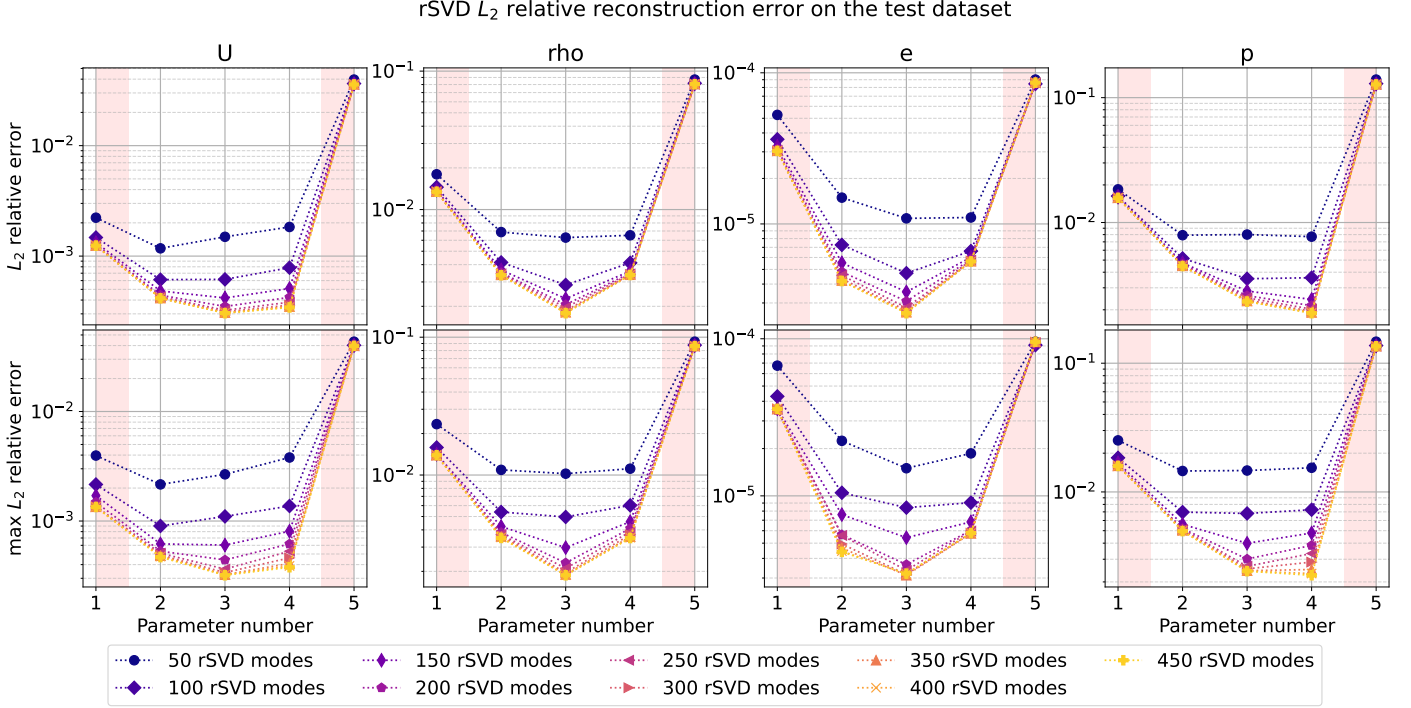 rSVD L₂ relative reconstruction error on the test dataset
U rho e p
L₂ relative error
10⁻² 10⁻³
10⁻¹ 10⁻²
10⁻⁴ 10⁻⁵
10⁻¹ 10⁻²
max L₂ relative error
10⁻² 10⁻³
10⁻¹ 10⁻²
10⁻⁴ 10⁻⁵
10⁻¹ 10⁻²
1 2 3 4 5 1 2 3 4 5 1 2 3 4 5 1 2 3 4 5
Parameter number Parameter number Parameter number Parameter number
50 rSVD modes 150 rSVD modes 250 rSVD modes 350 rSVD modes 450 rSVD modes
100 rSVD modes 200 rSVD modes 300 rSVD modes 400 rSVD modes